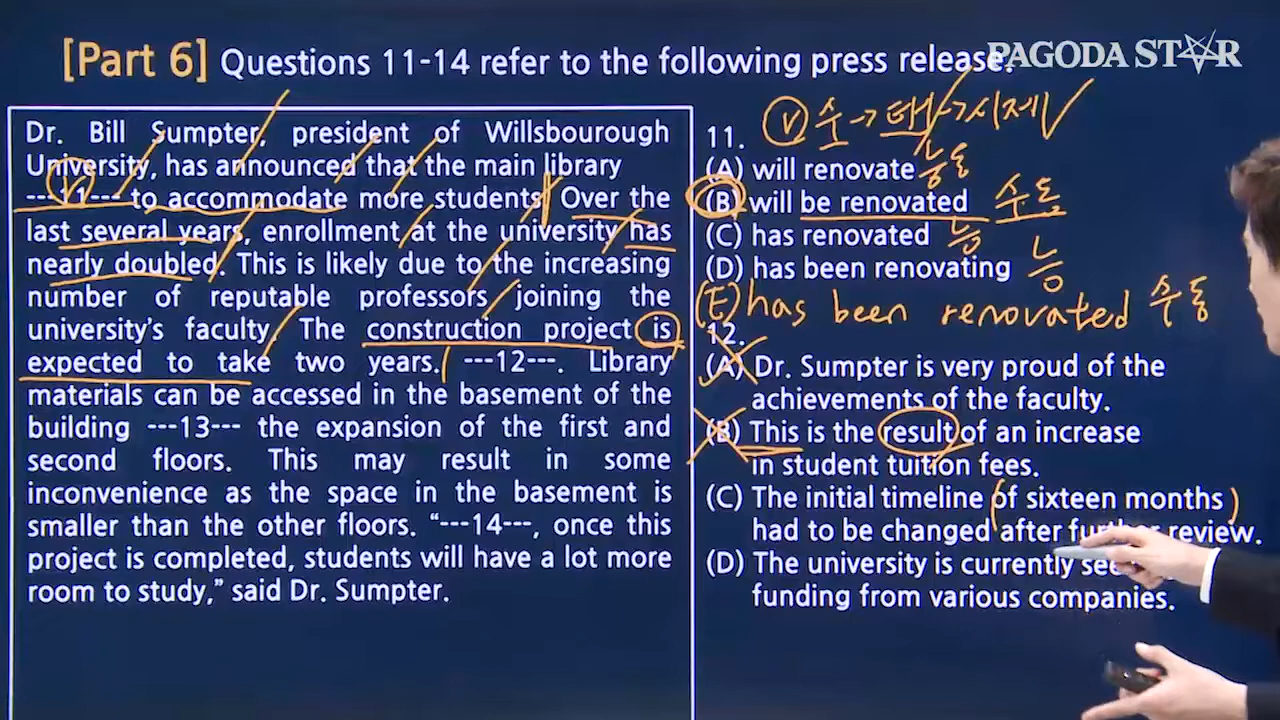 [Part 6] Questions 11-14 refer to the following press release.
PAGODA STAR
Dr. Bill Sumpter, president of Willsbourough
University, has announced that the main library
---11--- to accommodate more students. Over the
last several years, enrollment at the university has
nearly doubled. This is likely due to the increasing
number of reputable professors joining the
university's faculty. The construction project is
expected to take two years. ---12---. Library
materials can be accessed in the basement of the
building ---13--- the expansion of the first and
second floors. This may result in some
inconvenience as the space in the basement is
smaller than the other floors. "---14---, once this
project is completed, students will have a lot more
room to study," said Dr. Sumpter.
V 수→태→시제
11.
(A) will renovate 능동
(B) will be renovated 수동
(C) has renovated 능
(D) has been renovating 능
(E) has been renovated 수동
12.
(A) Dr. Sumpter is very proud of the
achievements of the faculty.
(B) This is the result of an increase
in student tuition fees.
(C) The initial timeline (of sixteen months)
had to be changed after further review.
(D) The university is currently
funding from various companies.